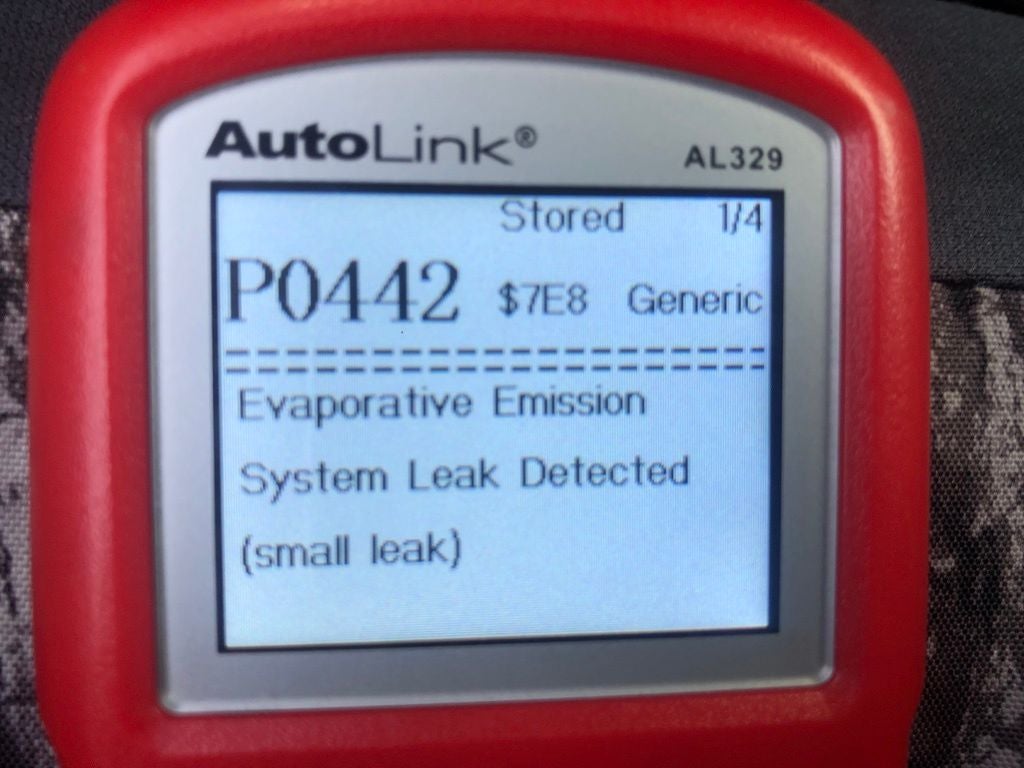 AutoLink®
AL329
Stored 1/4
P0442 $7E8 Generic
Evaporative Emission
System Leak Detected
(small leak)